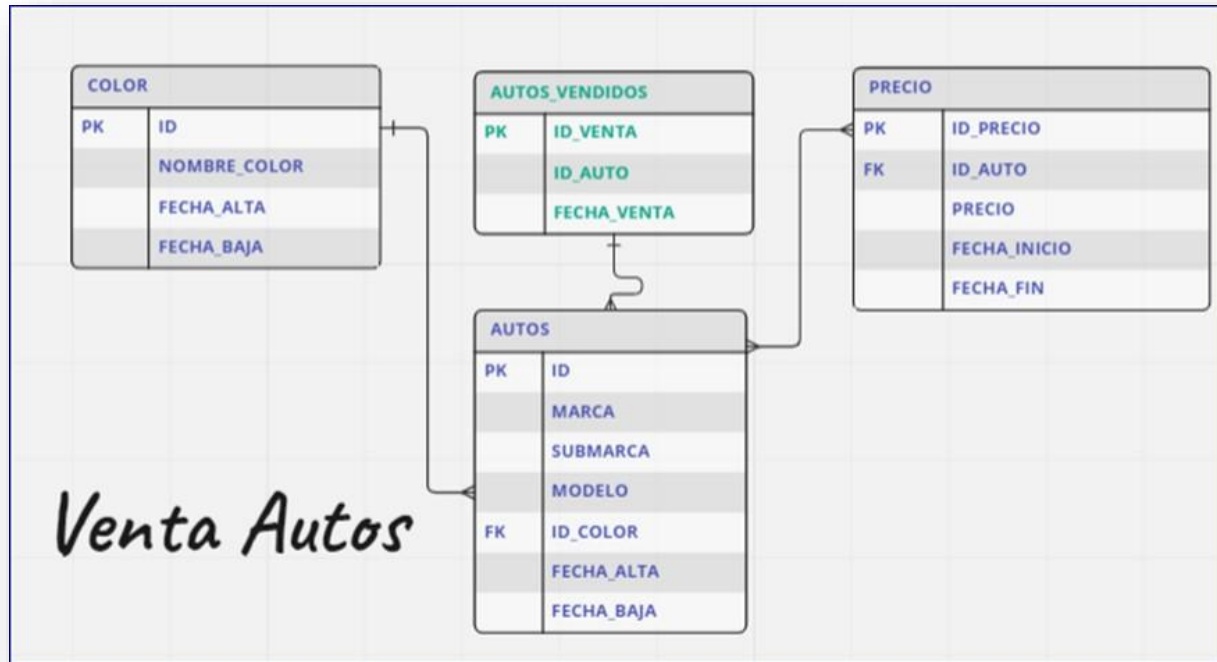 COLOR
PK ID
NOMBRE_COLOR
FECHA_ALTA
FECHA_BAJA
AUTOS_VENDIDOS
PK ID_VENTA
ID_AUTO
FECHA_VENTA
PRECIO
PK ID_PRECIO
FK ID_AUTO
PRECIO
FECHA_INICIO
FECHA_FIN
AUTOS
PK ID
MARCA
SUBMARCA
MODELO
FK ID_COLOR
FECHA_ALTA
FECHA_BAJA
Venta Autos